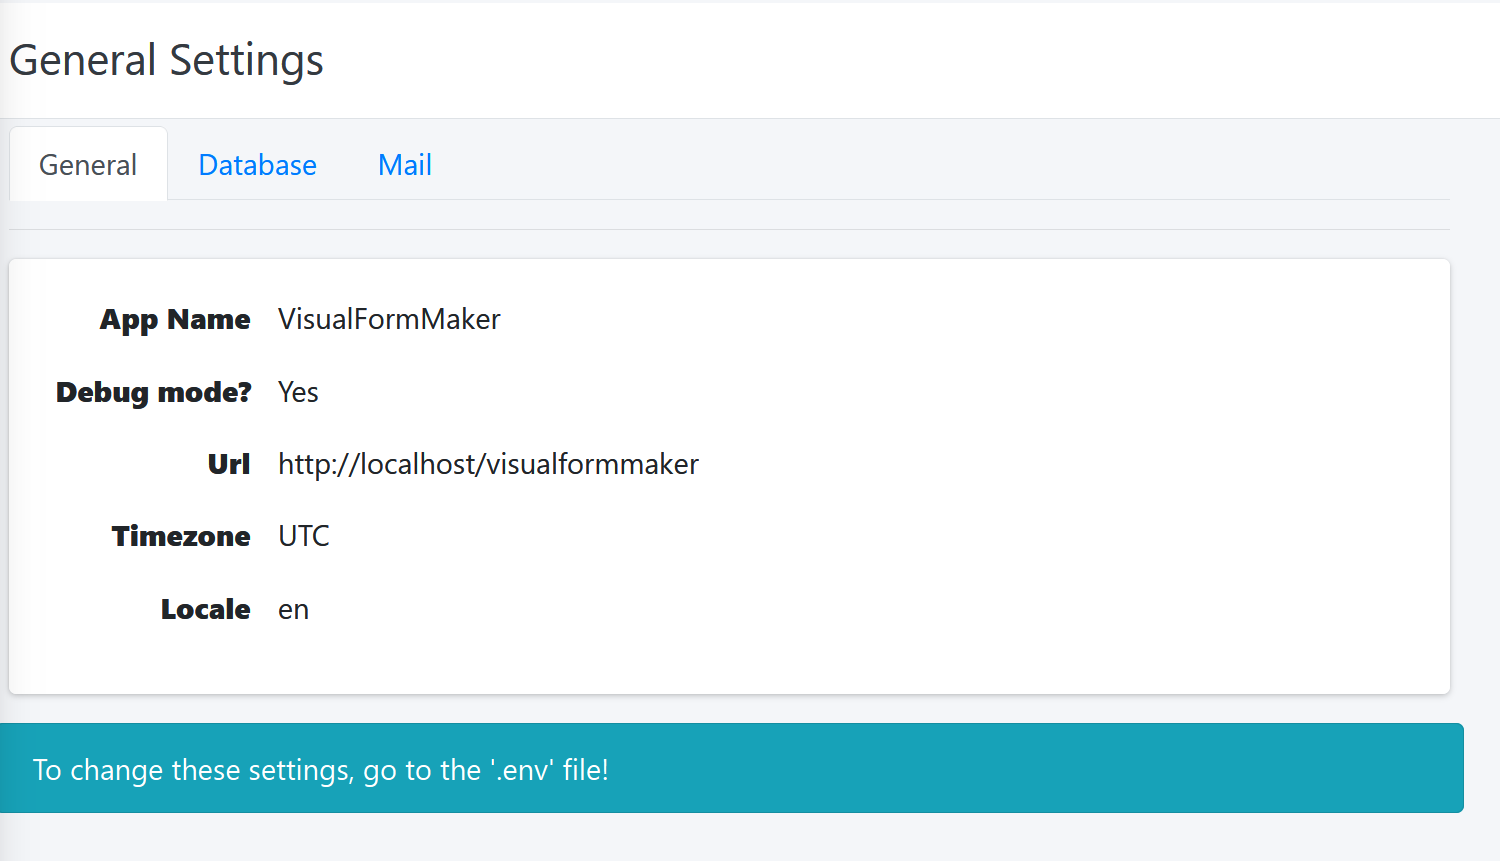 General Settings
General Database Mail
App Name VisualFormMaker
Debug mode? Yes
Url http://localhost/visualformmaker
Timezone UTC
Locale en
To change these settings, go to the '.env' file!